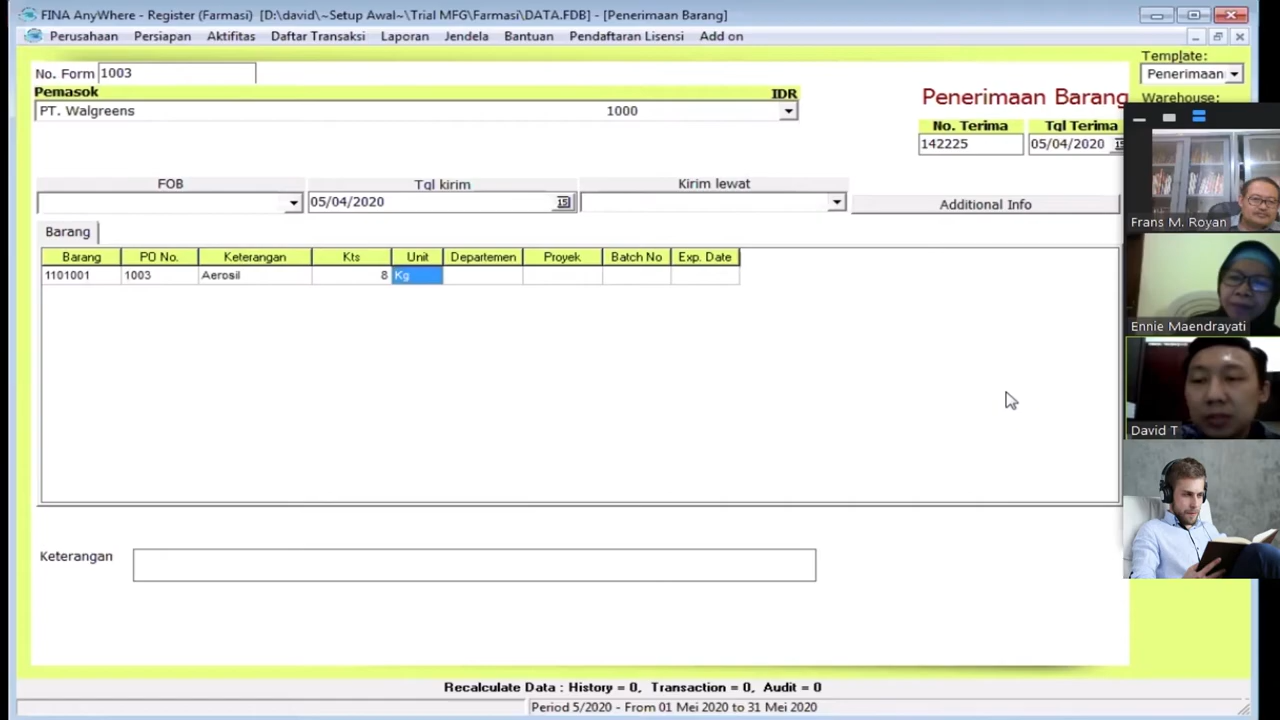 FINA AnyWhere - Register (Farmasi) [D:\david\~Setup Awal~\Trial MFG\Farmasi\DATA.FDB] - [Penerimaan Barang]
Perusahaan Persiapan Aktifitas Daftar Transaksi Laporan Jendela Bantuan Pendaftaran Lisensi Add on
Template:
Penerimaan
Warehouse:
No. Form 1003
Pemasok IDR
PT. Walgreens 1000
Penerimaan Barang
No. Terima Tgl Terima
142225 05/04/2020
FOB Tgl kirim Kirim lewat
05/04/2020 Additional Info
Barang
Barang PO No. Keterangan Kts Unit Departemen Proyek Batch No Exp. Date
1101001 1003 Aerosil 8 Kg
Keterangan
Frans M. Royan
Ennie Maendrayati
David T
Recalculate Data : History = 0, Transaction = 0, Audit = 0
Period 5/2020 - From 01 Mei 2020 to 31 Mei 2020